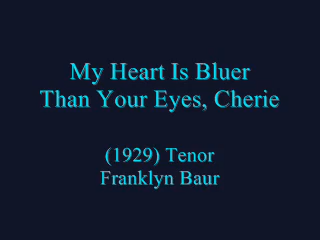 My Heart Is Bluer
Than Your Eyes, Cherie
(1929) Tenor
Franklyn Baur